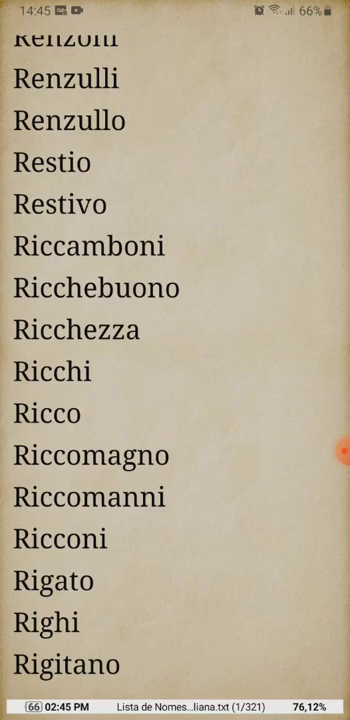 14:45 66%
Renzoni
Renzulli
Renzullo
Restio
Restivo
Riccamboni
Ricchebuono
Ricchezza
Ricchi
Ricco
Riccomagno
Riccomanni
Ricconi
Rigato
Righi
Rigitano
66 02:45 PM Lista de Nomes...liana.txt (1/321) 76,12%